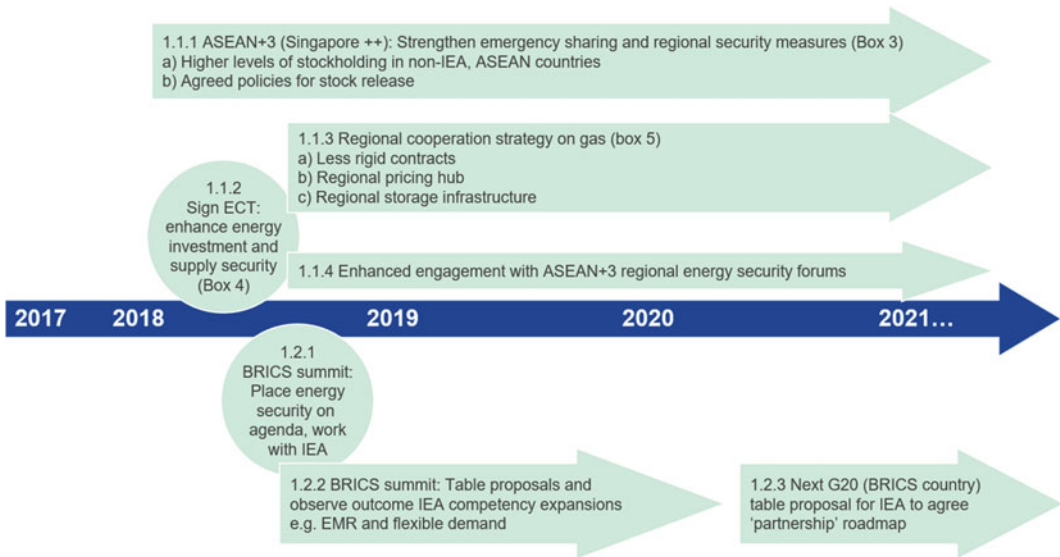 1.1.1 ASEAN+3 (Singapore ++): Strengthen emergency sharing and regional security measures (Box 3)
a) Higher levels of stockholding in non-IEA, ASEAN countries
b) Agreed policies for stock release
1.1.3 Regional cooperation strategy on gas (box 5)
a) Less rigid contracts
b) Regional pricing hub
c) Regional storage infrastructure
1.1.2
Sign ECT:
enhance energy
investment and
supply security
(Box 4)
1.1.4 Enhanced engagement with ASEAN+3 regional energy security forums
2017 2018 2019 2020 2021...
1.2.1
BRICS summit:
Place energy
security on
agenda, work
with IEA
1.2.2 BRICS summit: Table proposals and
observe outcome IEA competency expansions
e.g. EMR and flexible demand
1.2.3 Next G20 (BRICS country)
table proposal for IEA to agree
‘partnership’ roadmap